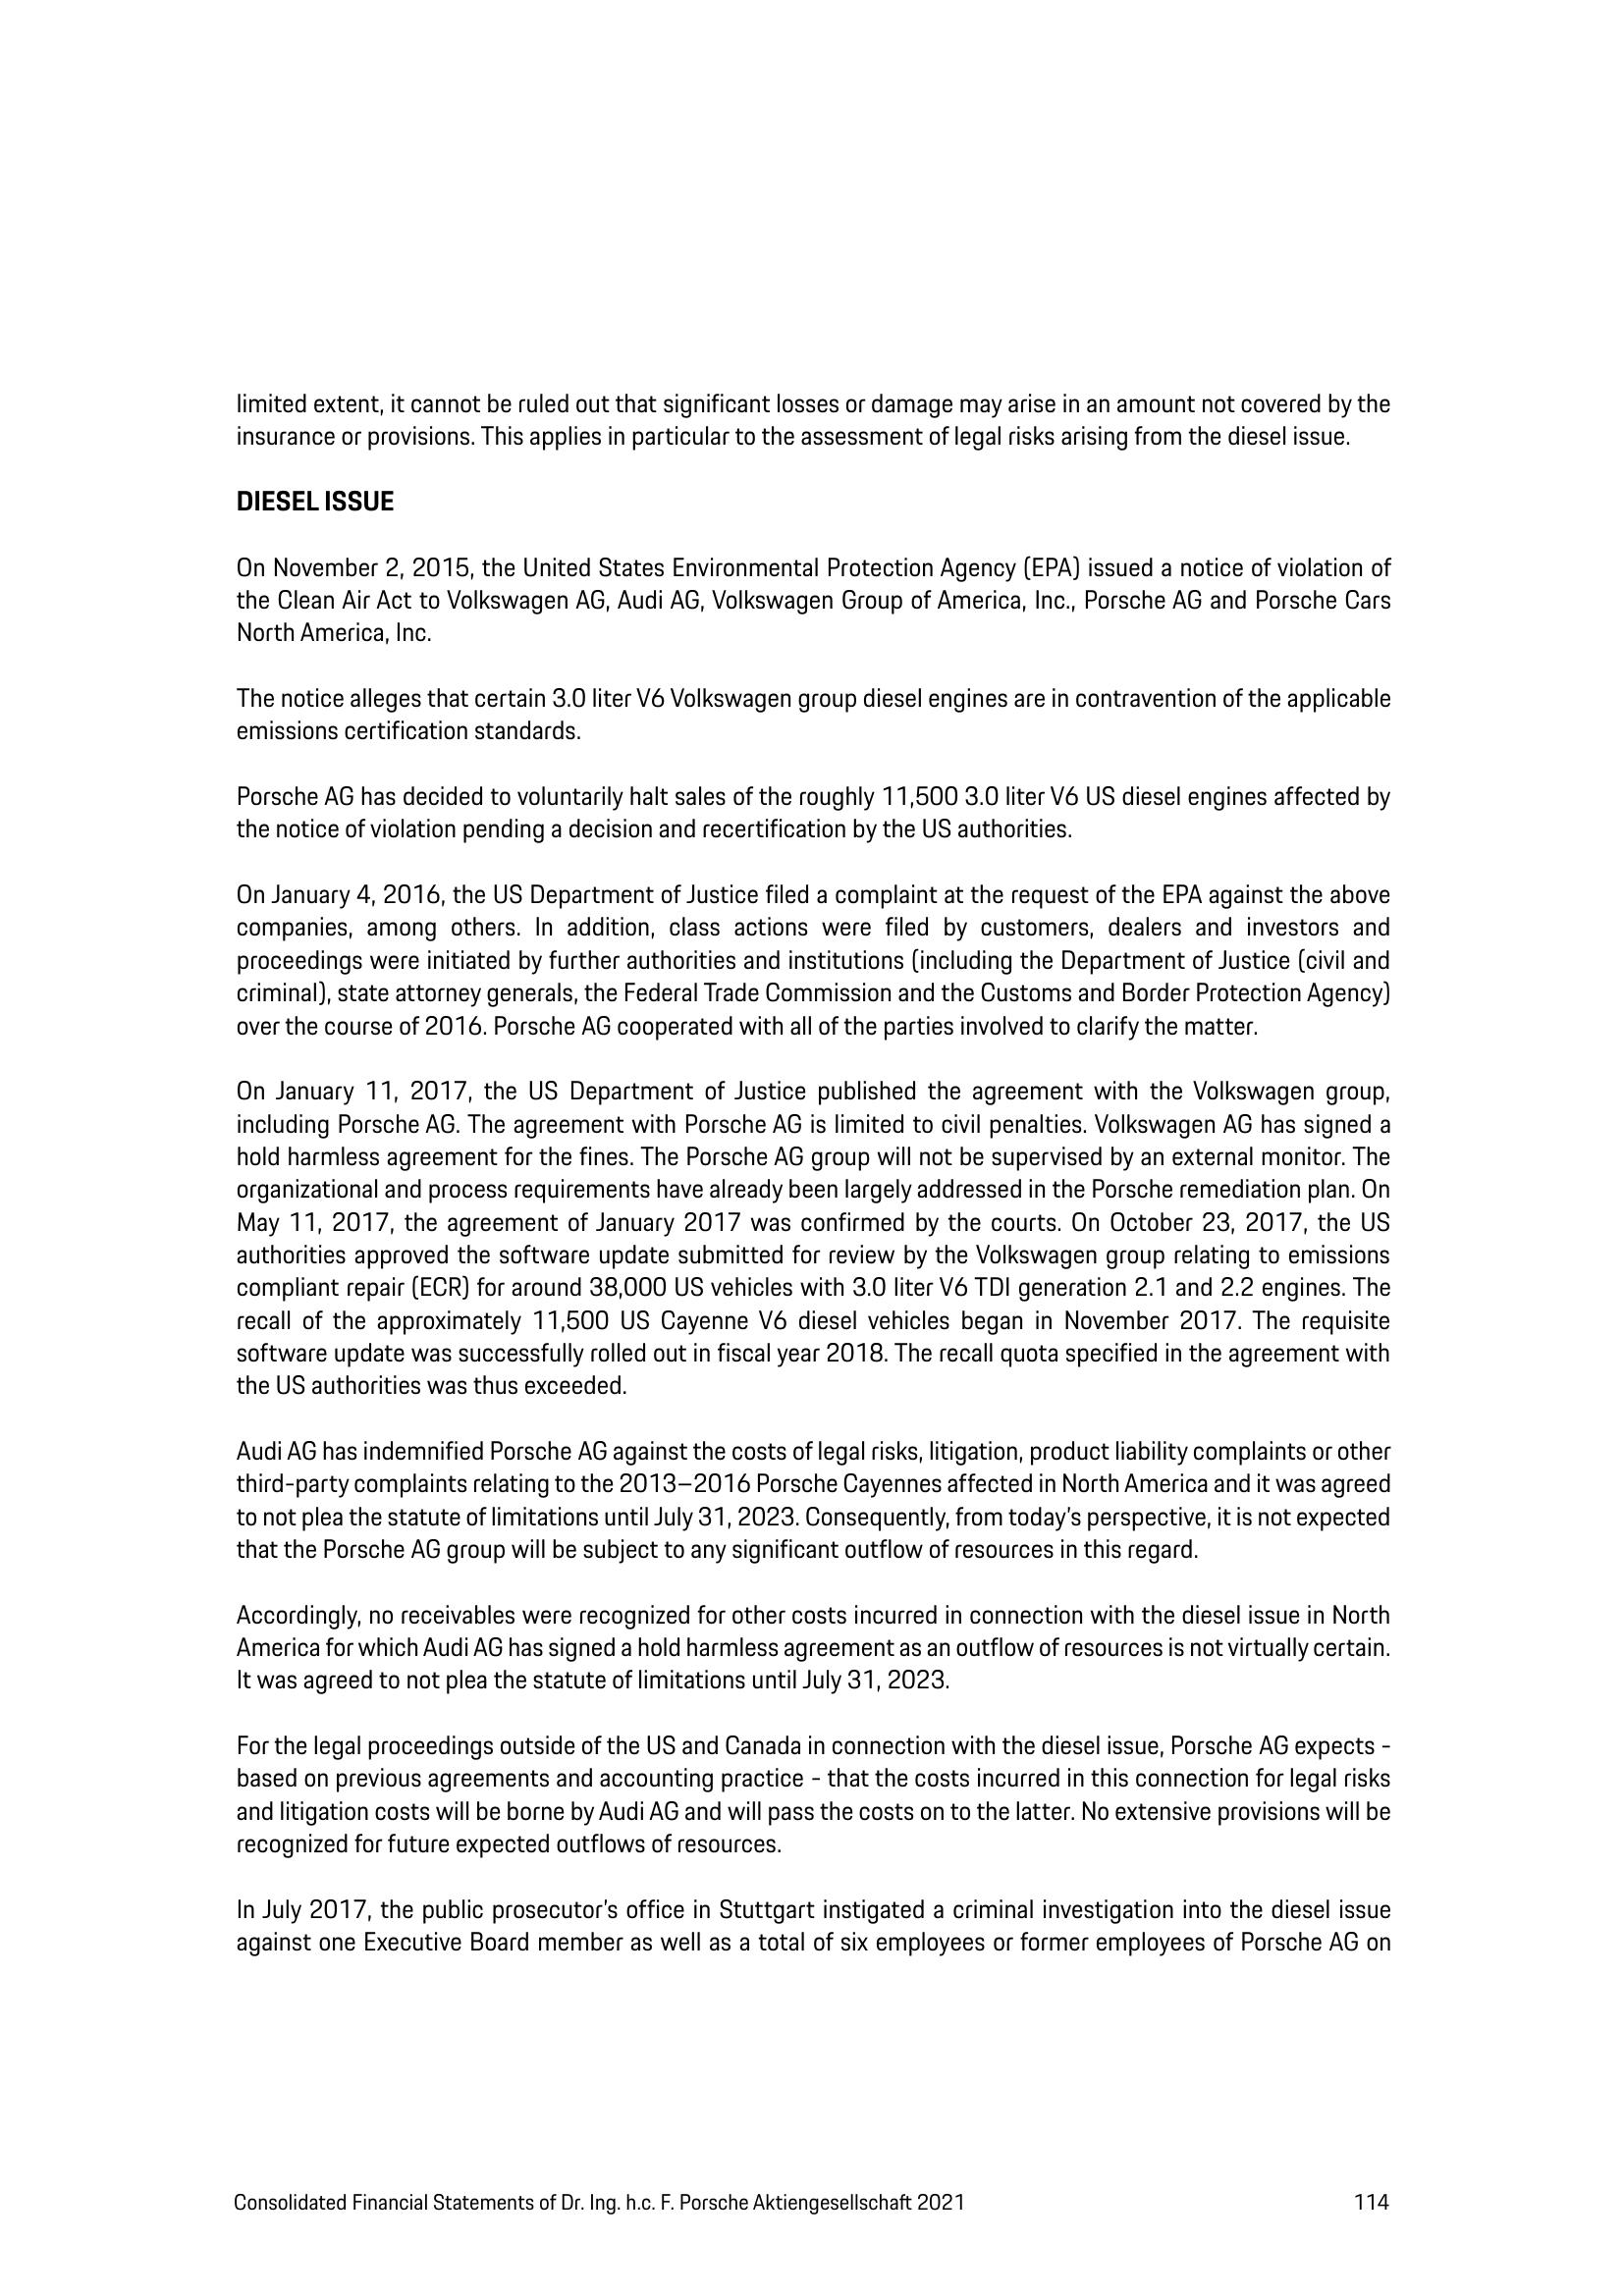 limited extent, it cannot be ruled out that significant losses or damage may arise in an amount not covered by the
insurance or provisions. This applies in particular to the assessment of legal risks arising from the diesel issue.
DIESEL ISSUE
On November 2, 2015, the United States Environmental Protection Agency (EPA) issued a notice of violation of
the Clean Air Act to Volkswagen AG, Audi AG, Volkswagen Group of America, Inc., Porsche AG and Porsche Cars
North America, Inc.
The notice alleges that certain 3.0 liter V6 Volkswagen group diesel engines are in contravention of the applicable
emissions certification standards.
Porsche AG has decided to voluntarily halt sales of the roughly 11,500 3.0 liter V6 US diesel engines affected by
the notice of violation pending a decision and recertification by the US authorities.
On January 4, 2016, the US Department of Justice filed a complaint at the request of the EPA against the above
companies, among others. In addition, class actions were filed by customers, dealers and investors and
proceedings were initiated by further authorities and institutions (including the Department of Justice (civil and
criminal), state attorney generals, the Federal Trade Commission and the Customs and Border Protection Agency)
over the course of 2016. Porsche AG cooperated with all of the parties involved to clarify the matter.
On January 11, 2017, the US Department of Justice published the agreement with the Volkswagen group,
including Porsche AG. The agreement with Porsche AG is limited to civil penalties. Volkswagen AG has signed a
hold harmless agreement for the fines. The Porsche AG group will not be supervised by an external monitor. The
organizational and process requirements have already been largely addressed in the Porsche remediation plan. On
May 11, 2017, the agreement of January 2017 was confirmed by the courts. On October 23, 2017, the US
authorities approved the software update submitted for review by the Volkswagen group relating to emissions
compliant repair (ECR) for around 38,000 US vehicles with 3.0 liter V6 TDI generation 2.1 and 2.2 engines. The
recall of the approximately 11,500 US Cayenne V6 diesel vehicles began in November 2017. The requisite
software update was successfully rolled out in fiscal year 2018. The recall quota specified in the agreement with
the US authorities was thus exceeded.
Audi AG has indemnified Porsche AG against the costs of legal risks, litigation, product liability complaints or other
third-party complaints relating to the 2013–2016 Porsche Cayennes affected in North America and it was agreed
to not plea the statute of limitations until July 31, 2023. Consequently, from today's perspective, it is not expected
that the Porsche AG group will be subject to any significant outflow of resources in this regard.
Accordingly, no receivables were recognized for other costs incurred in connection with the diesel issue in North
America for which Audi AG has signed a hold harmless agreement as an outflow of resources is not virtually certain.
It was agreed to not plea the statute of limitations until July 31, 2023.
For the legal proceedings outside of the US and Canada in connection with the diesel issue, Porsche AG expects -
based on previous agreements and accounting practice - that the costs incurred in this connection for legal risks
and litigation costs will be borne by Audi AG and will pass the costs on to the latter. No extensive provisions will be
recognized for future expected outflows of resources.
In July 2017, the public prosecutor's office in Stuttgart instigated a criminal investigation into the diesel issue
against one Executive Board member as well as a total of six employees or former employees of Porsche AG on
Consolidated Financial Statements of Dr. Ing. h.c. F. Porsche Aktiengesellschaft 2021 114